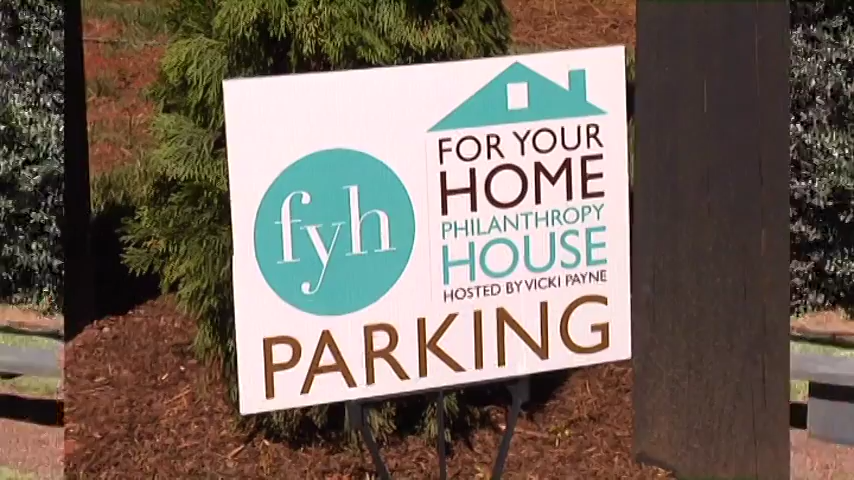 fyh
FOR YOUR
HOME
PHILANTHROPY
HOUSE
HOSTED BY VICKI PAYNE
PARKING